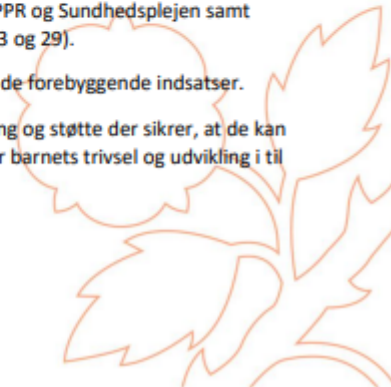 PPR og Sundhedsplejen samt
3 og 29).
de forebyggende indsatser.
ng og støtte der sikrer, at de kan
r barnets trivsel og udvikling i til